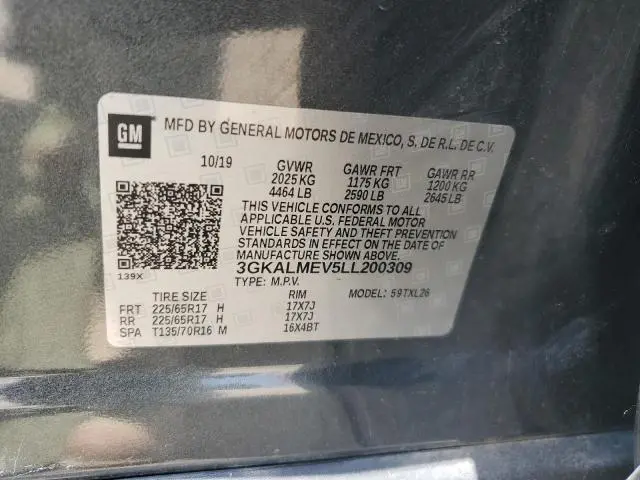 GM
MFD BY GENERAL MOTORS DE MEXICO, S. DE R.L. DE C.V.
10/19 GVWR GAWR FRT GAWR RR
2025 KG 1175 KG 1200 KG
4464 LB 2590 LB 2645 LB
THIS VEHICLE CONFORMS TO ALL
APPLICABLE U.S. FEDERAL MOTOR
VEHICLE SAFETY AND THEFT PREVENTION
STANDARDS IN EFFECT ON THE DATE OF
MANUFACTURE SHOWN ABOVE.
139X 3GKALMEV5LL200309
TYPE: M.P.V. MODEL: 59TXL26
TIRE SIZE RIM
FRT 225/65R17 H 17X7J
RR 225/65R17 H 17X7J
SPA T135/70R16 M 16X4BT